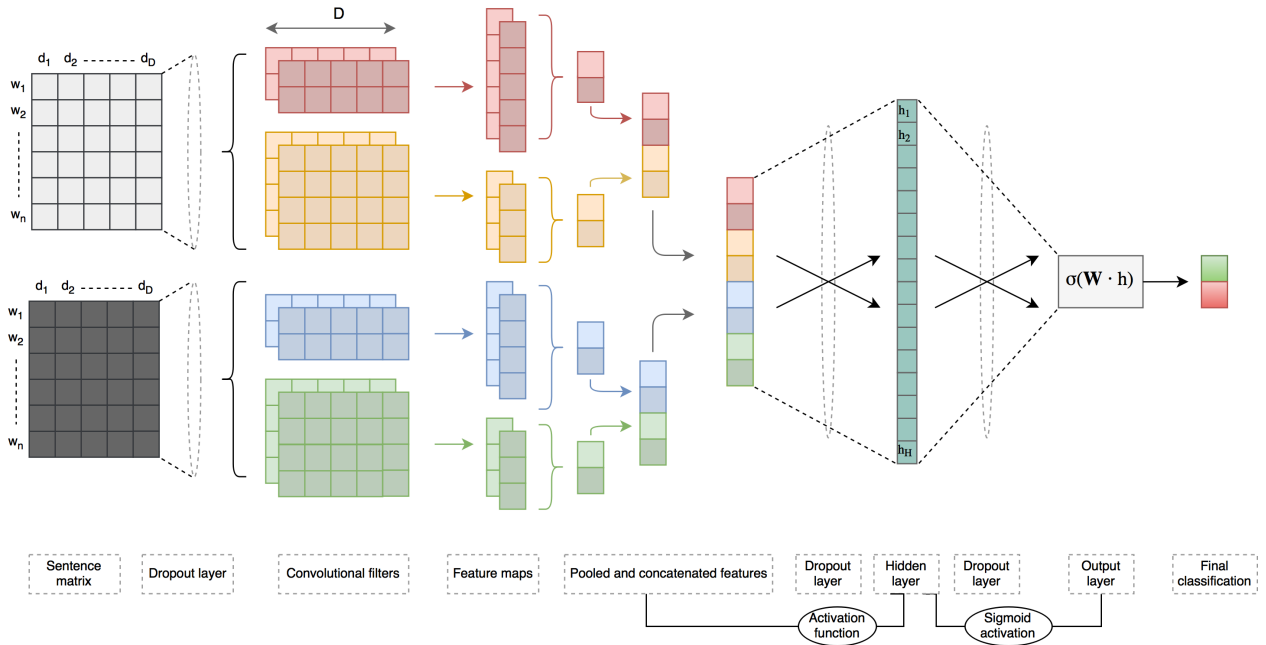 D
d1 d2 dD
w1
w2
wn
d1 d2 dD
w1
w2
wn
h1
h2
hH
σ(W · h)
Sentence
matrix
Dropout layer
Convolutional filters
Feature maps
Pooled and concatenated features
Dropout
layer
Hidden
layer
Dropout
layer
Output
layer
Final
classification
Activation
function
Sigmoid
activation